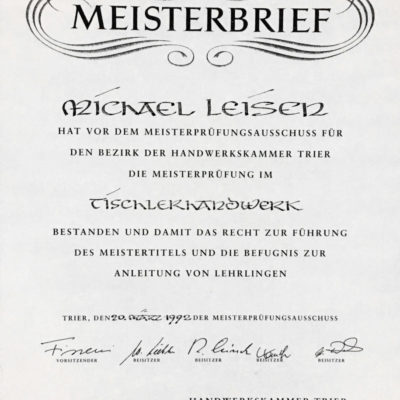 MEISTERBRIEF
MICHAEL LEISEN
HAT VOR DEM MEISTERPRÜFUNGSAUSSCHUSS FÜR
DEN BEZIRK DER HANDWERKSKAMMER TRIER
DIE MEISTERPRÜFUNG IM
TISCHLERHANDWERK
BESTANDEN UND DAMIT DAS RECHT ZUR FÜHRUNG
DES MEISTERTITELS UND DIE BEFUGNIS ZUR
ANLEITUNG VON LEHRLINGEN
TRIER, DEN 20. MÄRZ 1992 DER MEISTERPRÜFUNGSAUSSCHUSS
VORSITZENDER BEISITZER BEISITZER BEISITZER BEISITZER
HANDWERKSKAMMER TRIER